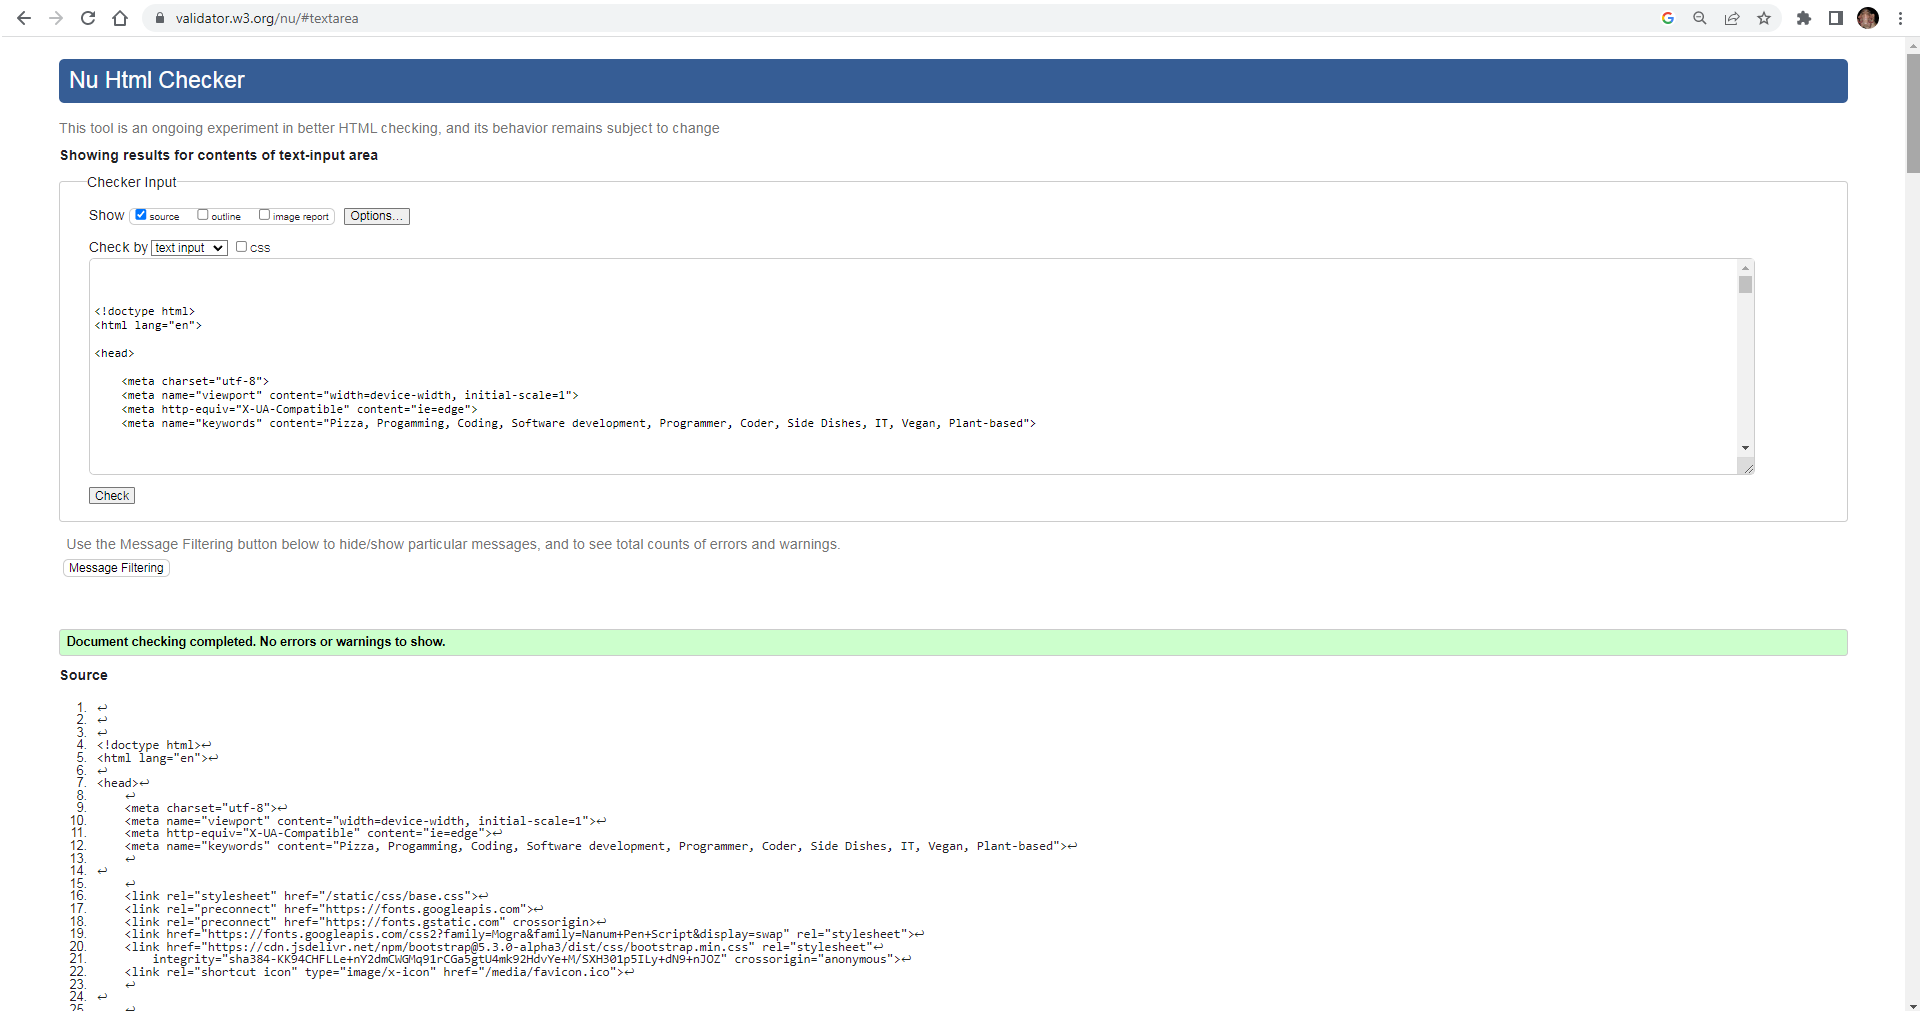 validator.w3.org/nu/#textarea
Nu Html Checker
This tool is an ongoing experiment in better HTML checking, and its behavior remains subject to change
Showing results for contents of text-input area
Checker Input
Show source outline image report Options...
Check by text input css
<!doctype html>
<html lang="en">
<head>
<meta charset="utf-8">
<meta name="viewport" content="width=device-width, initial-scale=1">
<meta http-equiv="X-UA-Compatible" content="ie=edge">
<meta name="keywords" content="Pizza, Progamming, Coding, Software development, Programmer, Coder, Side Dishes, IT, Vegan, Plant-based">
Check
Use the Message Filtering button below to hide/show particular messages, and to see total counts of errors and warnings.
Message Filtering
Document checking completed. No errors or warnings to show.
Source
1. ↩
2. ↩
3. ↩
4. <!doctype html>↩
5. <html lang="en">↩
6. ↩
7. <head>↩
8. ↩
9. <meta charset="utf-8">↩
10. <meta name="viewport" content="width=device-width, initial-scale=1">↩
11. <meta http-equiv="X-UA-Compatible" content="ie=edge">↩
12. <meta name="keywords" content="Pizza, Progamming, Coding, Software development, Programmer, Coder, Side Dishes, IT, Vegan, Plant-based">↩
13. ↩
14. ↩
15. ↩
16. <link rel="stylesheet" href="/static/css/base.css">↩
17. <link rel="preconnect" href="https://fonts.googleapis.com">↩
18. <link rel="preconnect" href="https://fonts.gstatic.com" crossorigin>↩
19. <link href="https://fonts.googleapis.com/css2?family=Mogra&family=Nanum+Pen+Script&display=swap" rel="stylesheet">↩
20. <link href="https://cdn.jsdelivr.net/npm/bootstrap@5.3.0-alpha3/dist/css/bootstrap.min.css" rel="stylesheet"↩
21. integrity="sha384-KK94CHFLLe+nY2dmCWGMq91rCGa5gtU4mk92HdvYe+M/SXH301p5ILy+dN9+nJOZ" crossorigin="anonymous">↩
22. <link rel="shortcut icon" type="image/x-icon" href="/media/favicon.ico">↩
23. ↩
24. ↩
25. ↩